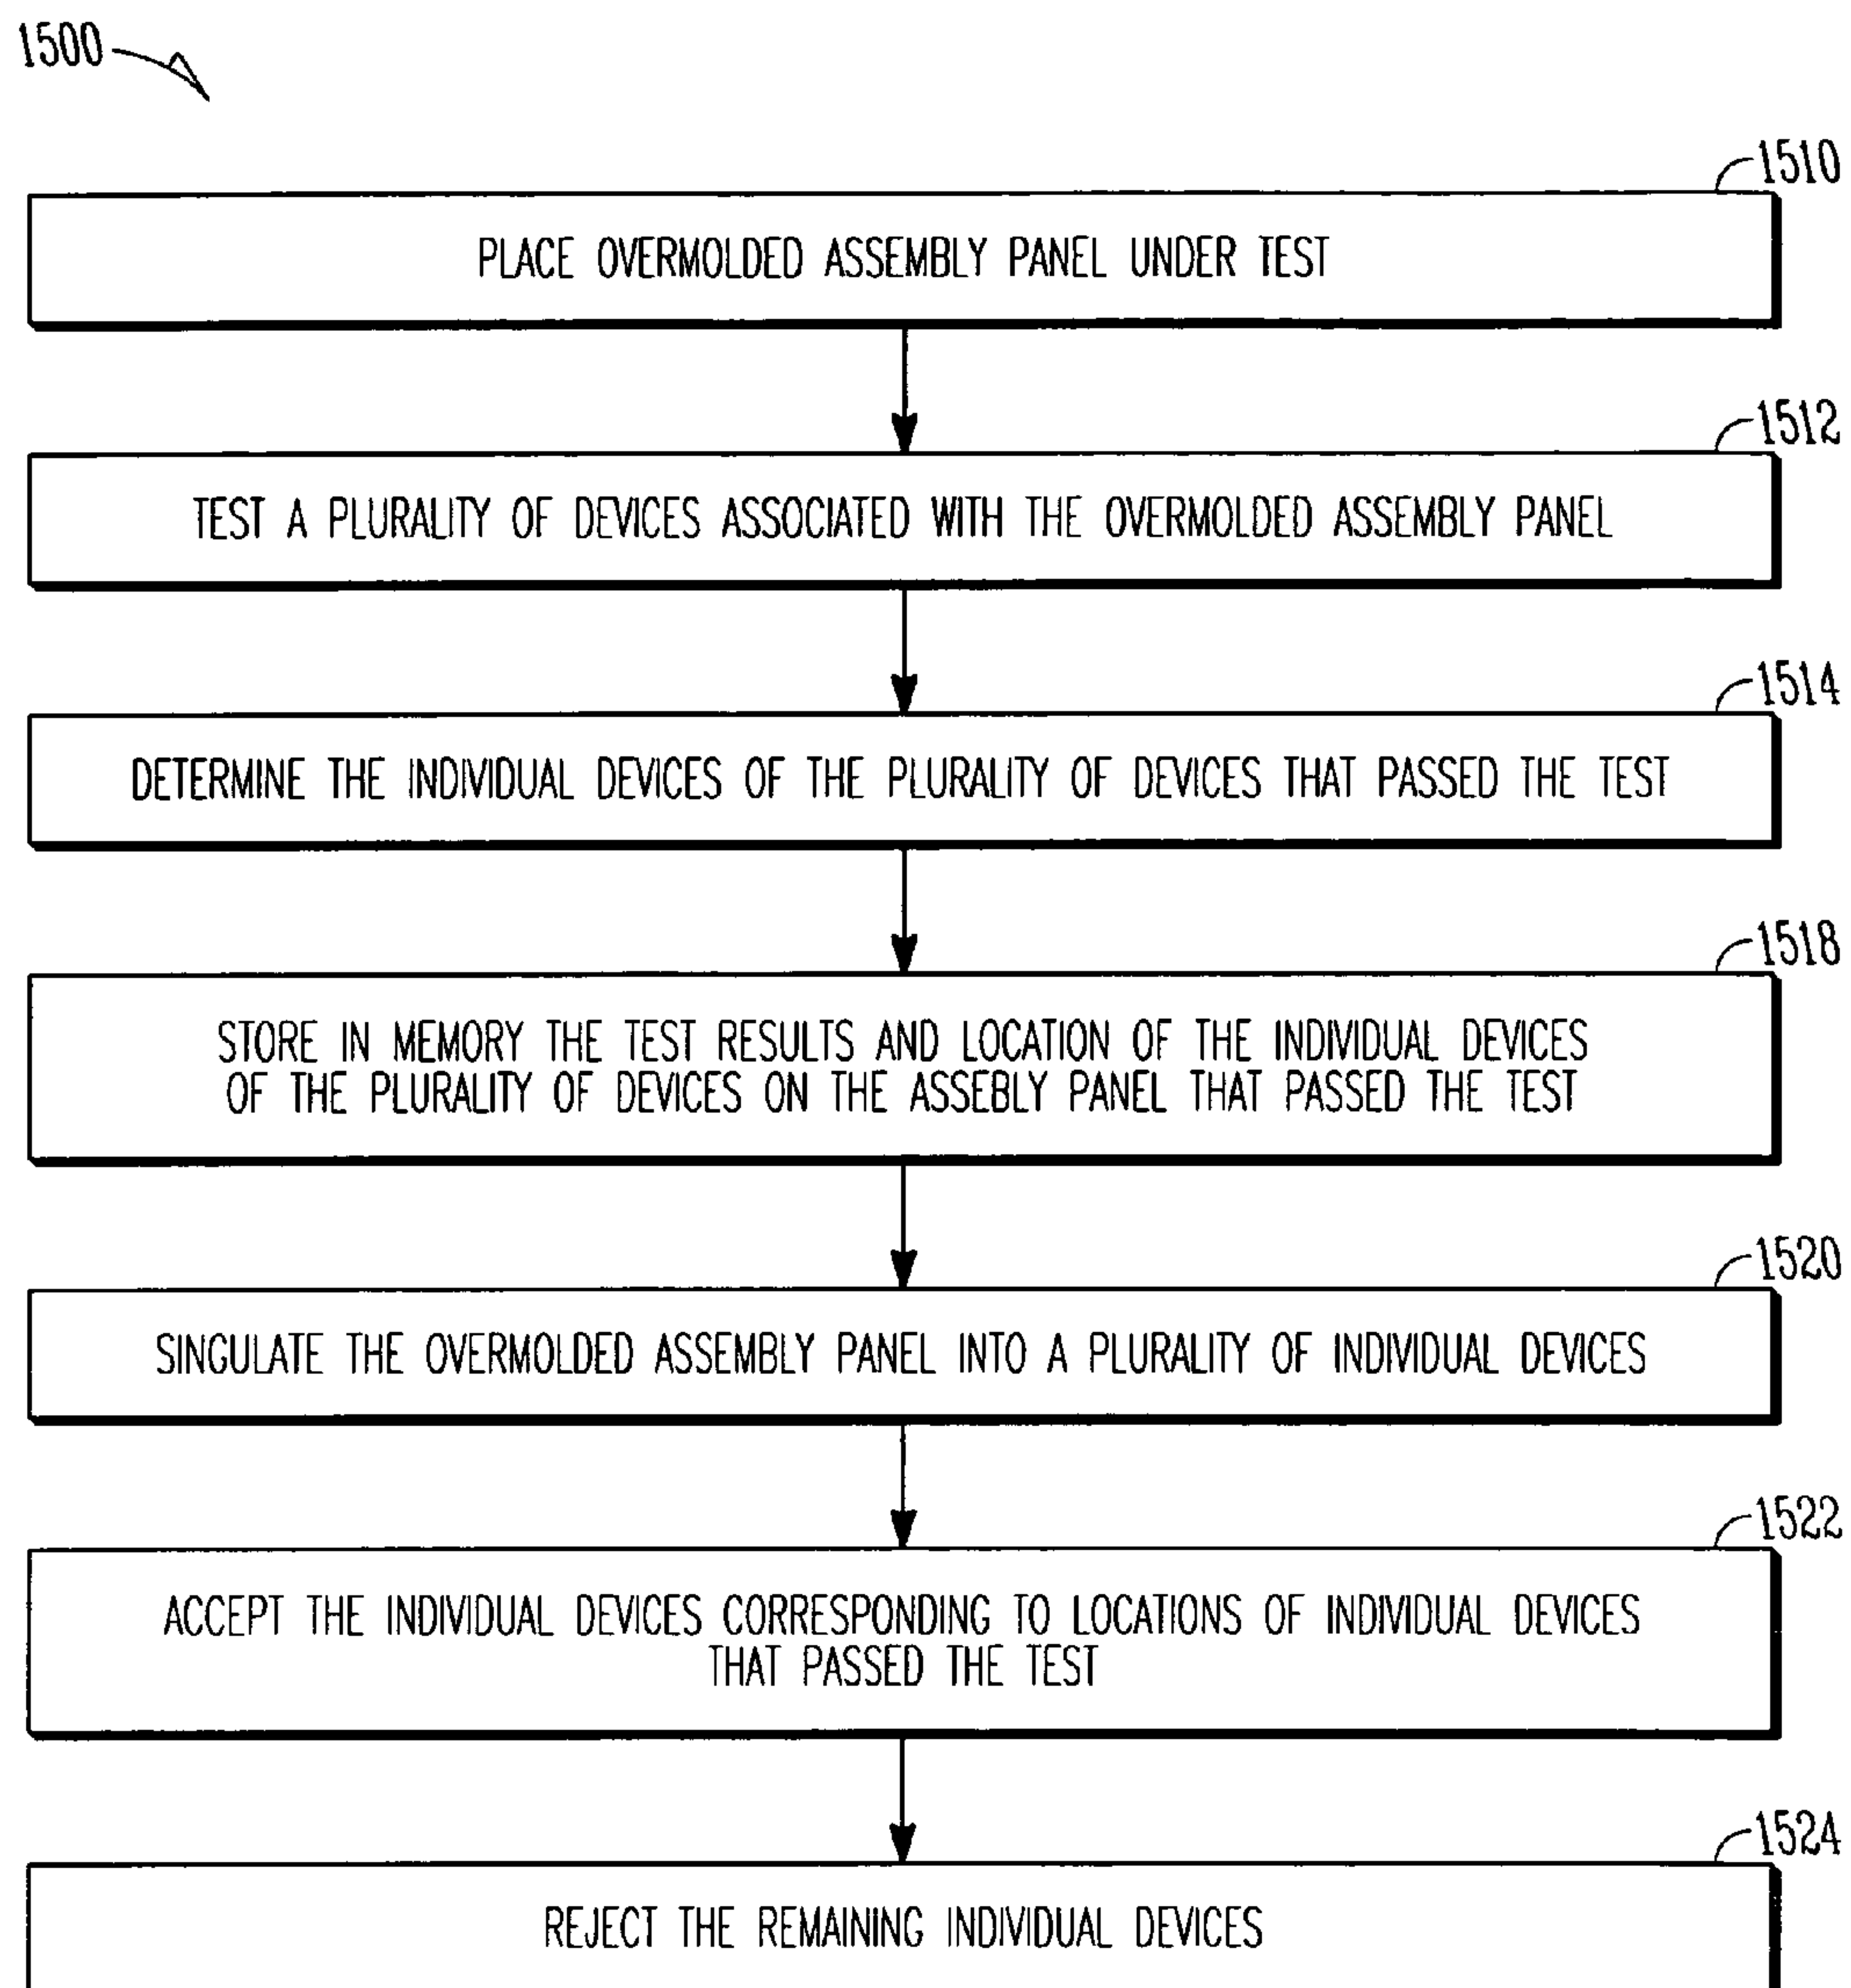 1500
1510
PLACE OVERMOLDED ASSEMBLY PANEL UNDER TEST
1512
TEST A PLURALITY OF DEVICES ASSOCIATED WITH THE OVERMOLDED ASSEMBLY PANEL
1514
DETERMINE THE INDIVIDUAL DEVICES OF THE PLURALITY OF DEVICES THAT PASSED THE TEST
1518
STORE IN MEMORY THE TEST RESULTS AND LOCATION OF THE INDIVIDUAL DEVICES
OF THE PLURALITY OF DEVICES ON THE ASSEBLY PANEL THAT PASSED THE TEST
1520
SINGULATE THE OVERMOLDED ASSEMBLY PANEL INTO A PLURALITY OF INDIVIDUAL DEVICES
1522
ACCEPT THE INDIVIDUAL DEVICES CORRESPONDING TO LOCATIONS OF INDIVIDUAL DEVICES
THAT PASSED THE TEST
1524
REJECT THE REMAINING INDIVIDUAL DEVICES